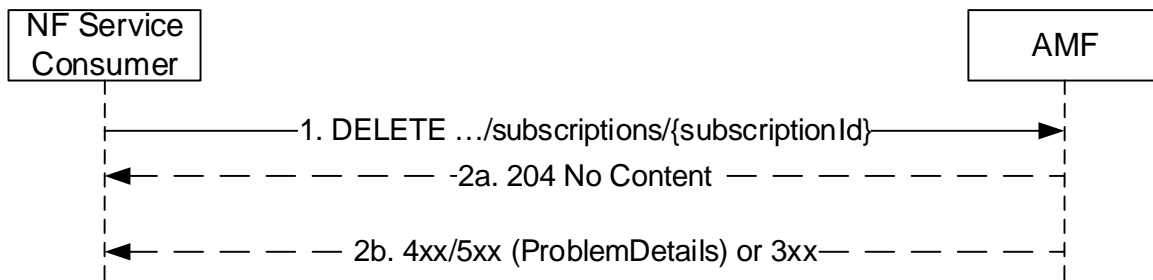 NF Service
Consumer
AMF
1. DELETE …/subscriptions/{subscriptionId}
2a. 204 No Content
2b. 4xx/5xx (ProblemDetails) or 3xx